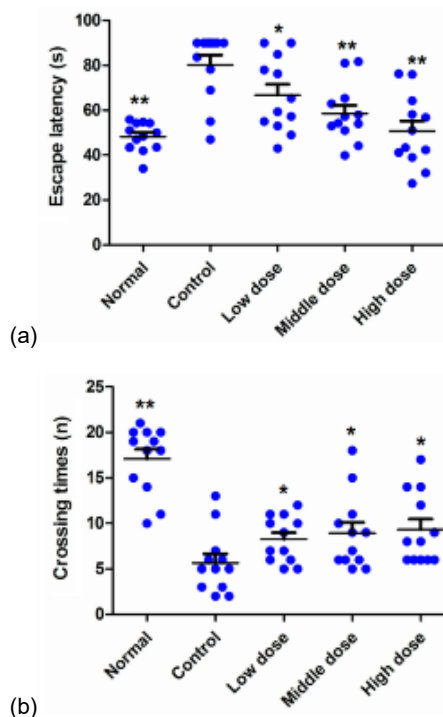 100
80
60
40
20
0
Escape latency (s)
**
*
**
**
Normal
Control
Low dose
Middle dose
High dose
(a)
25
20
15
10
5
0
Crossing times (n)
**
*
*
*
Normal
Control
Low dose
Middle dose
High dose
(b)